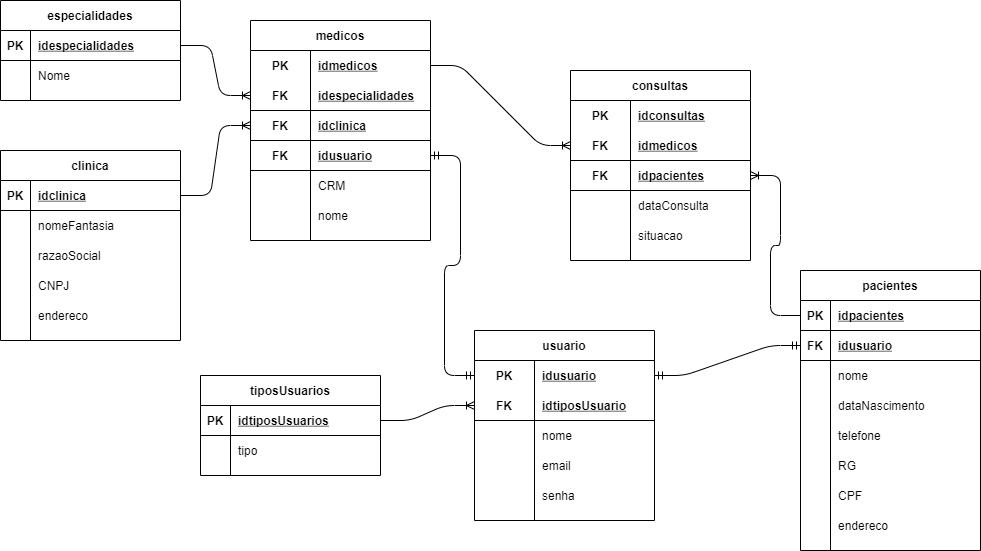 especialidades
PK idespecialidades
Nome
medicos
PK idmedicos
FK idespecialidades
FK idclinica
FK idusuario
CRM
nome
consultas
PK idconsultas
FK idmedicos
FK idpacientes
dataConsulta
situacao
clinica
PK idclinica
nomeFantasia
razaoSocial
CNPJ
endereco
pacientes
PK idpacientes
FK idusuario
nome
dataNascimento
telefone
RG
CPF
endereco
usuario
PK idusuario
FK idtiposUsuario
nome
email
senha
tiposUsuarios
PK idtiposUsuarios
tipo